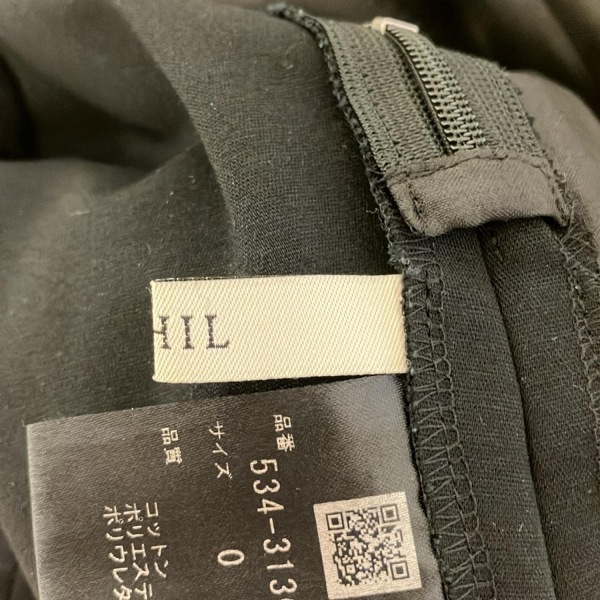 品番 534-313
サイズ 0
品質 コットン
ポリエステ
ポリウレタ